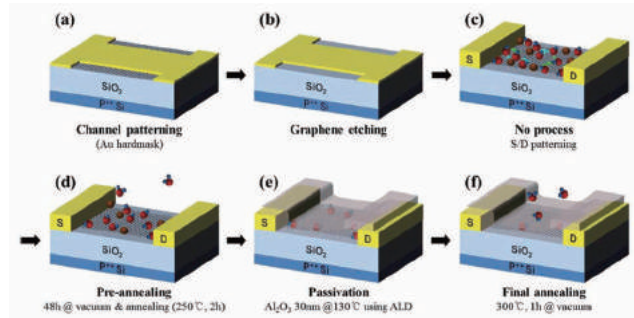 (a)
SiO₂
P⁺⁺ Si
Channel patterning
(Au hardmask)
(b)
SiO₂
P⁺⁺ Si
Graphene etching
(c)
S
D
SiO₂
P⁺⁺ Si
No process
S/D patterning
(d)
S
D
SiO₂
P⁺⁺ Si
Pre-annealing
48h @ vacuum & annealing (250℃, 2h)
(e)
S
D
SiO₂
P⁺⁺ Si
Passivation
Al₂O₃ 30nm @130℃ using ALD
(f)
S
D
SiO₂
P⁺⁺ Si
Final annealing
300℃, 1h @ vacuum